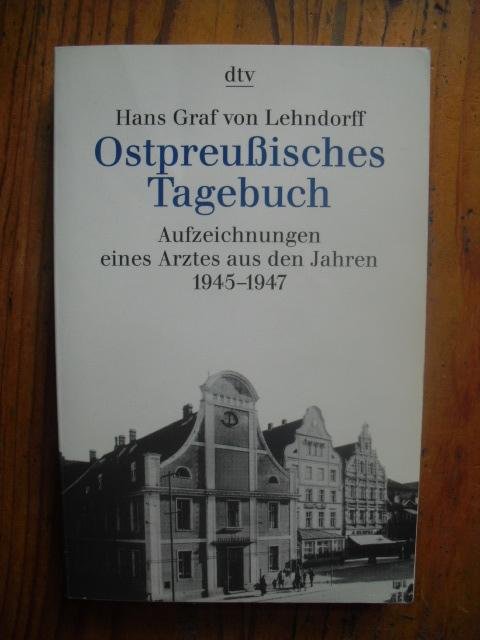 dtv
Hans Graf von Lehndorff
Ostpreußisches
Tagebuch
Aufzeichnungen
eines Arztes aus den Jahren
1945–1947